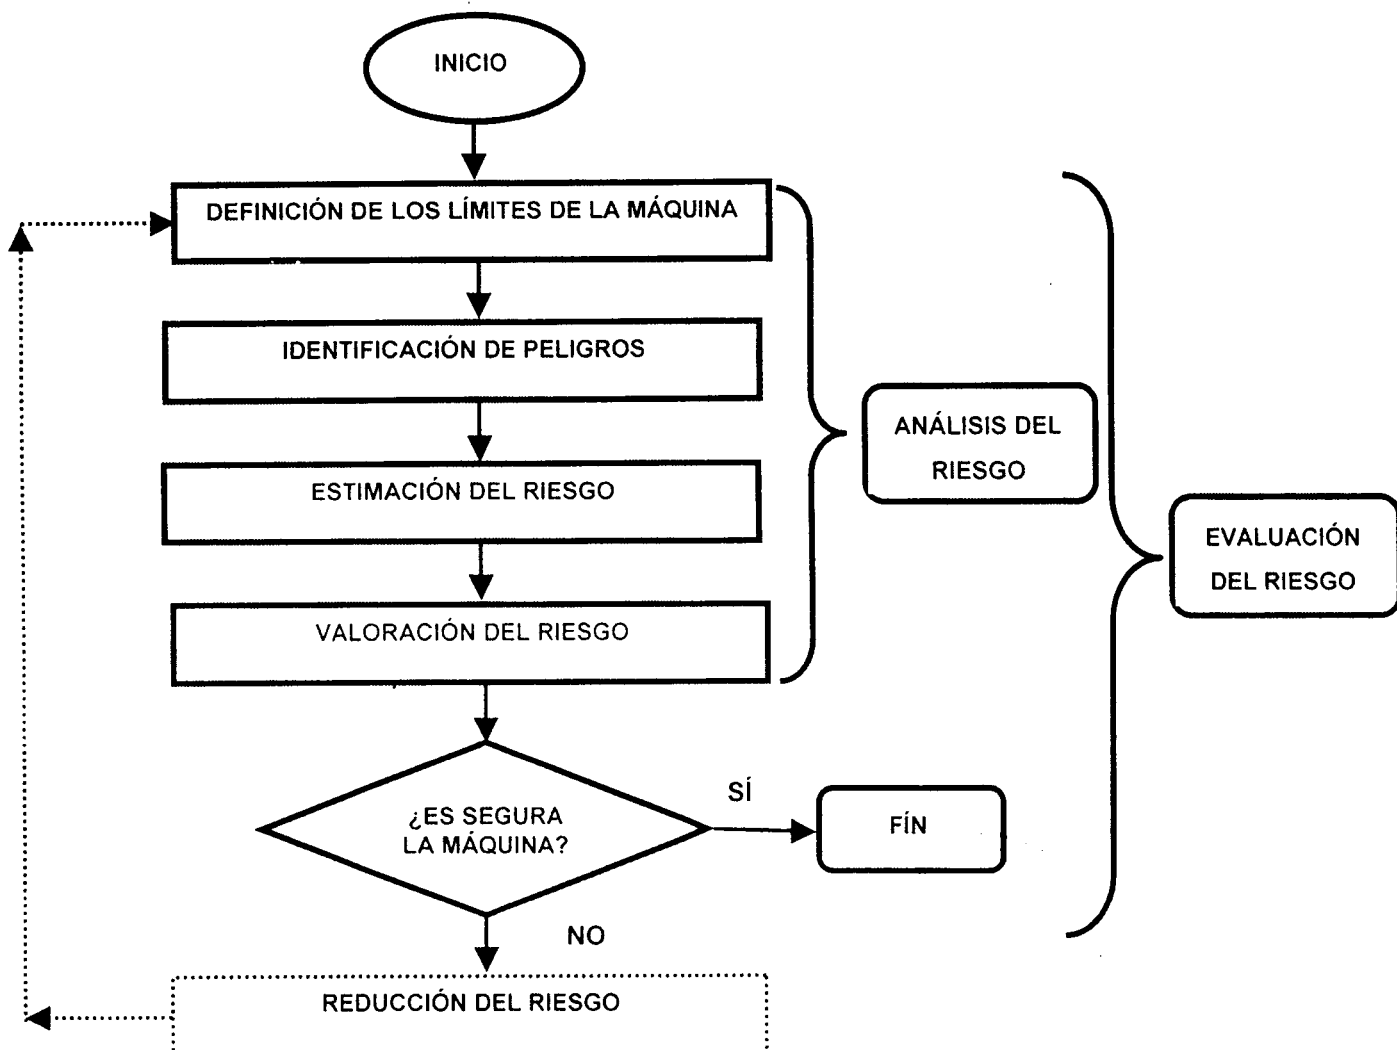 INICIO
DEFINICIÓN DE LOS LÍMITES DE LA MÁQUINA
IDENTIFICACIÓN DE PELIGROS
ANÁLISIS DEL
RIESGO
ESTIMACIÓN DEL RIESGO
EVALUACIÓN
DEL RIESGO
VALORACIÓN DEL RIESGO
¿ES SEGURA
LA MÁQUINA?
SÍ
FÍN
NO
REDUCCIÓN DEL RIESGO